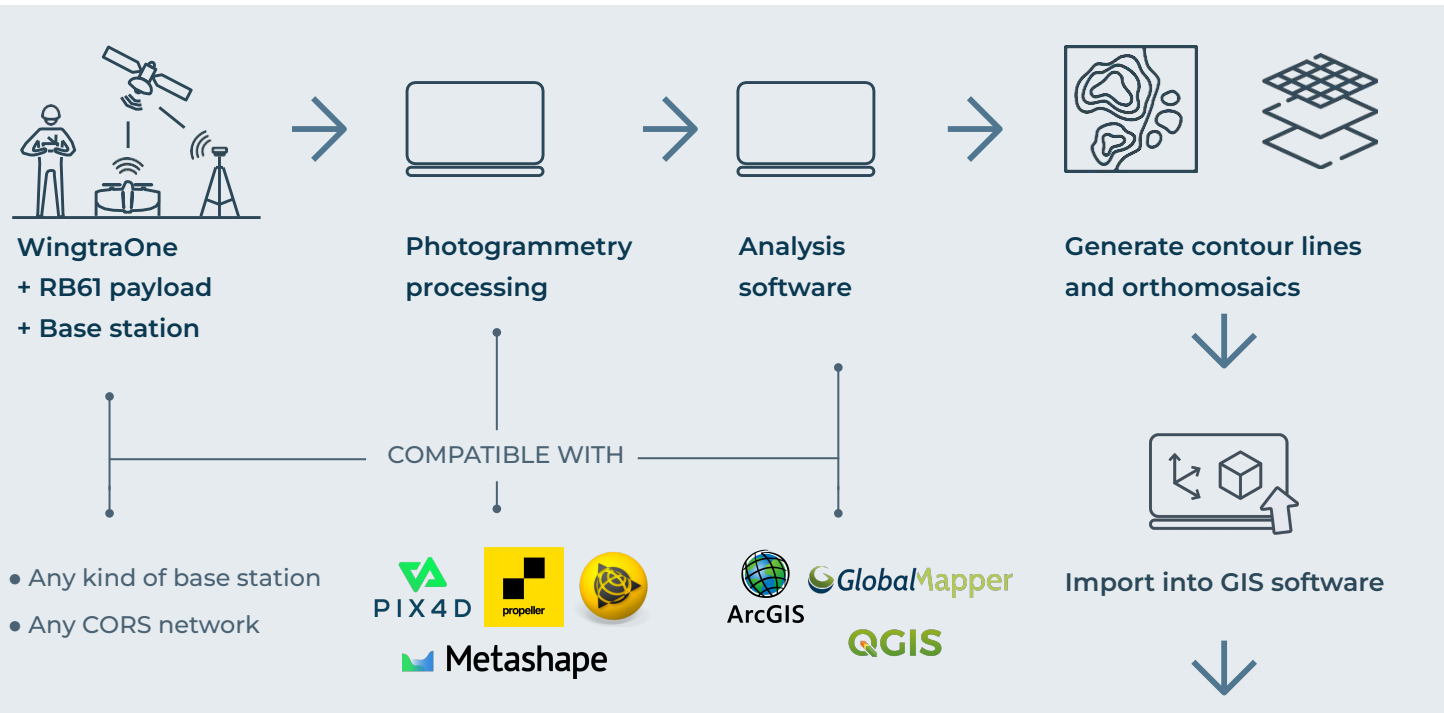 WingtraOne
+ RB61 payload
+ Base station
Photogrammetry
processing
Analysis
software
Generate contour lines
and orthomosaics
COMPATIBLE WITH
● Any kind of base station
● Any CORS network
PIX4D
propeller
Metashape
ArcGIS
GlobalMapper
QGIS
Import into GIS software